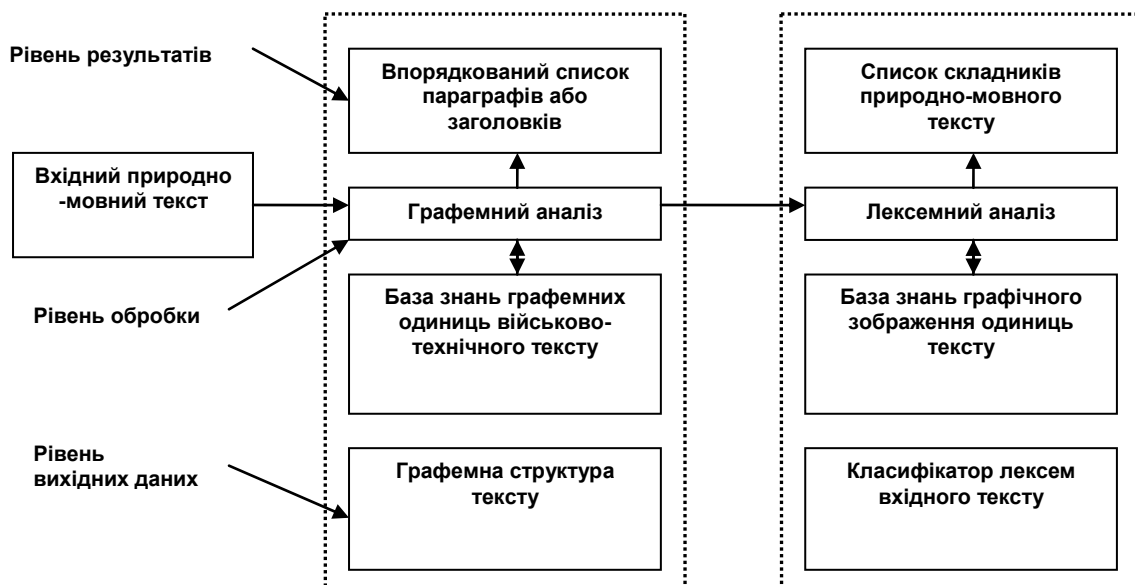 Рівень результатів
Впорядкований список
параграфів або
заголовків
Список складників
природно-мовного
тексту
Вхідний природно
-мовний текст
Графемний аналіз
Лексемний аналіз
Рівень обробки
База знань графемних
одиниць військово-
технічного тексту
База знань графічного
зображення одиниць
тексту
Рівень
вихідних даних
Графемна структура
тексту
Класифікатор лексем
вхідного тексту